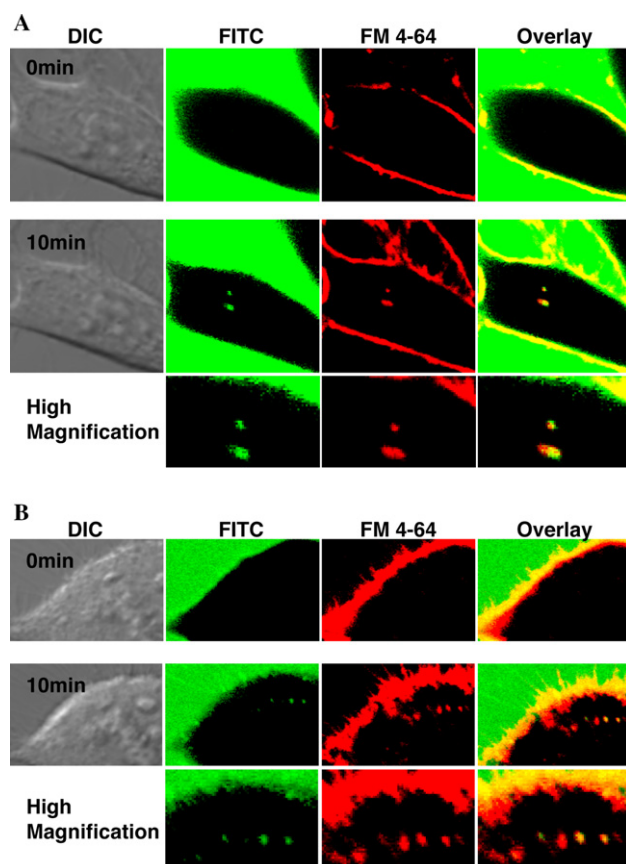 A
DIC FITC FM 4-64 Overlay
0min
10min
High
Magnification
B
DIC FITC FM 4-64 Overlay
0min
10min
High
Magnification